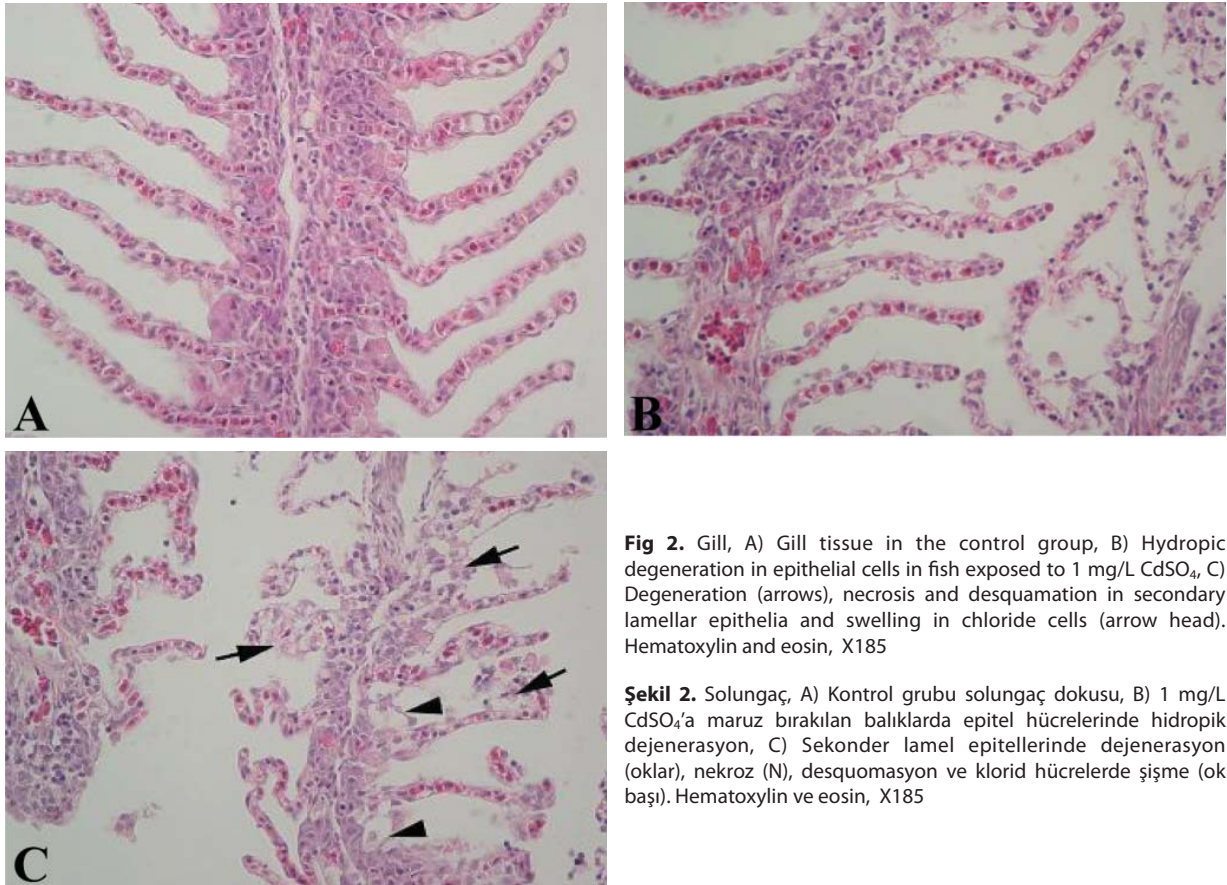 A
B
C
Fig 2. Gill, A) Gill tissue in the control group, B) Hydropic
degeneration in epithelial cells in fish exposed to 1 mg/L CdSO₄, C)
Degeneration (arrows), necrosis and desquamation in secondary
lamellar epithelia and swelling in chloride cells (arrow head).
Hematoxylin and eosin, X185
Şekil 2. Solungaç, A) Kontrol grubu solungaç dokusu, B) 1 mg/L
CdSO₄'a maruz bırakılan balıklarda epitel hücrelerinde hidropik
dejenerasyon, C) Sekonder lamel epitellerinde dejenerasyon
(oklar), nekroz (N), desquomasyon ve klorid hücrelerde şişme (ok
başı). Hematoxylin ve eosin, X185